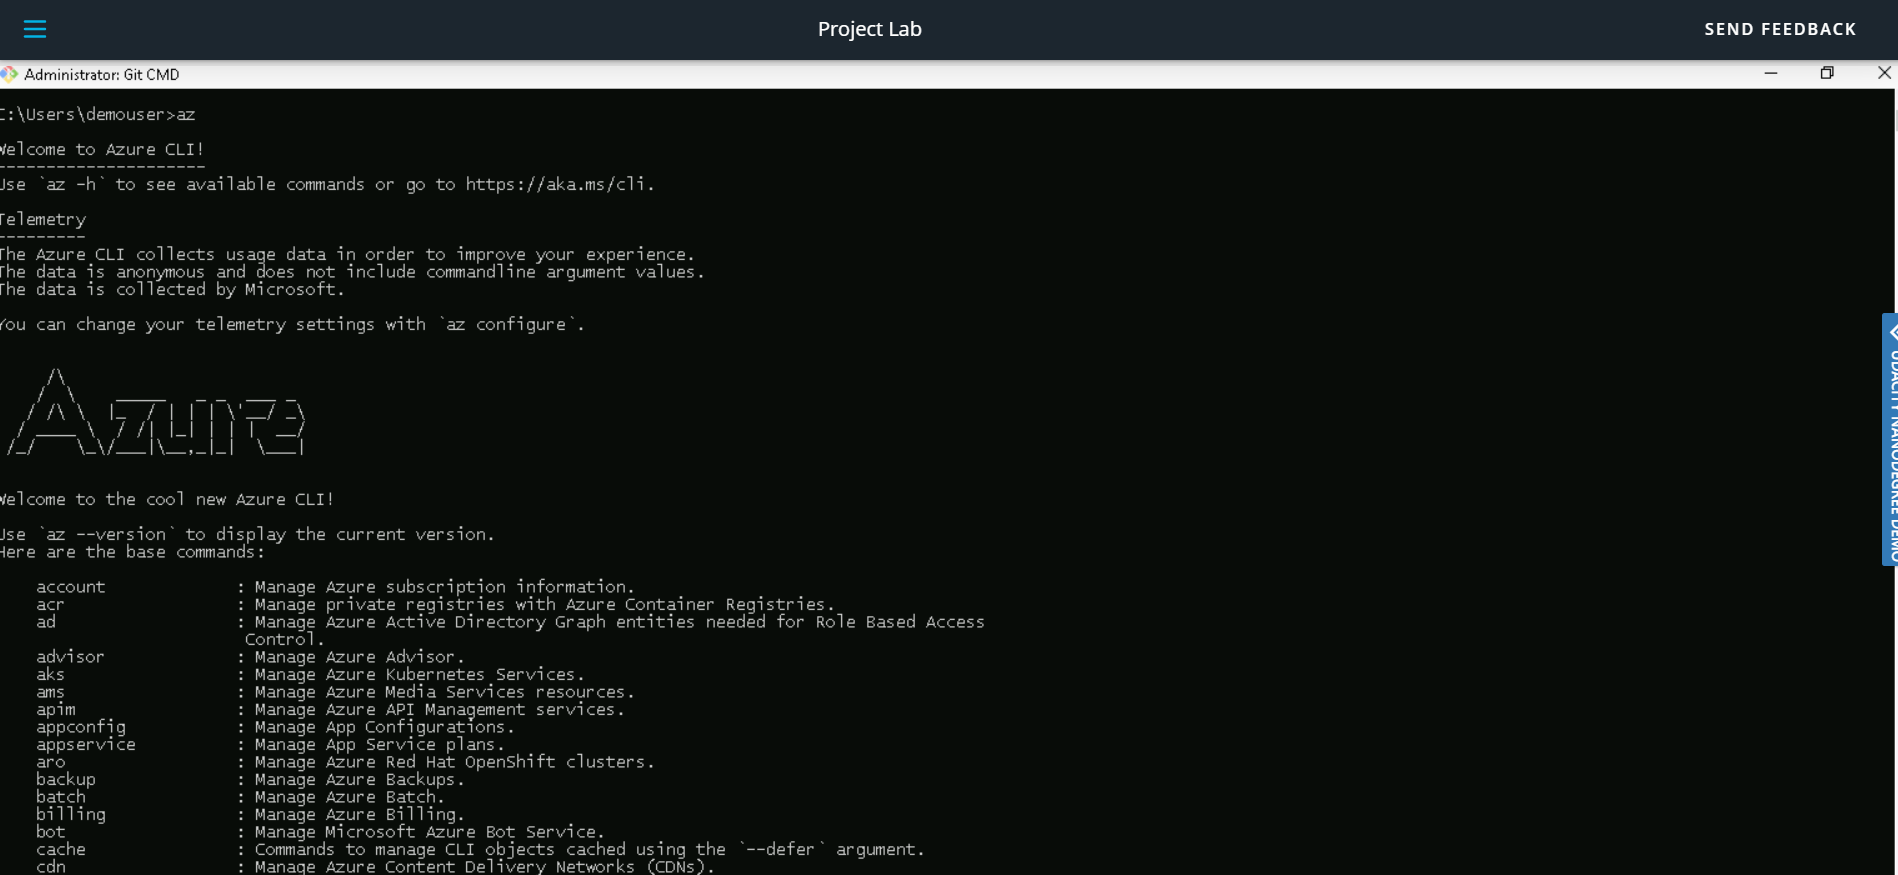 Project Lab
SEND FEEDBACK
Administrator: Git CMD
C:\Users\demouser>az
Welcome to Azure CLI!
---------------------
Use `az -h` to see available commands or go to https://aka.ms/cli.
Telemetry
---------
The Azure CLI collects usage data in order to improve your experience.
The data is anonymous and does not include commandline argument values.
The data is collected by Microsoft.
You can change your telemetry settings with `az configure`.
Azure
Welcome to the cool new Azure CLI!
Use `az --version` to display the current version.
Here are the base commands:
account : Manage Azure subscription information.
acr : Manage private registries with Azure Container Registries.
ad : Manage Azure Active Directory Graph entities needed for Role Based Access
Control.
advisor : Manage Azure Advisor.
aks : Manage Azure Kubernetes Services.
ams : Manage Azure Media Services resources.
apim : Manage Azure API Management services.
appconfig : Manage App Configurations.
appservice : Manage App Service plans.
aro : Manage Azure Red Hat OpenShift clusters.
backup : Manage Azure Backups.
batch : Manage Azure Batch.
billing : Manage Azure Billing.
bot : Manage Microsoft Azure Bot Service.
cache : Commands to manage CLI objects cached using the `--defer` argument.
cdn : Manage Azure Content Delivery Networks (CDNs).
UDACITY NANODEGREE DEMO